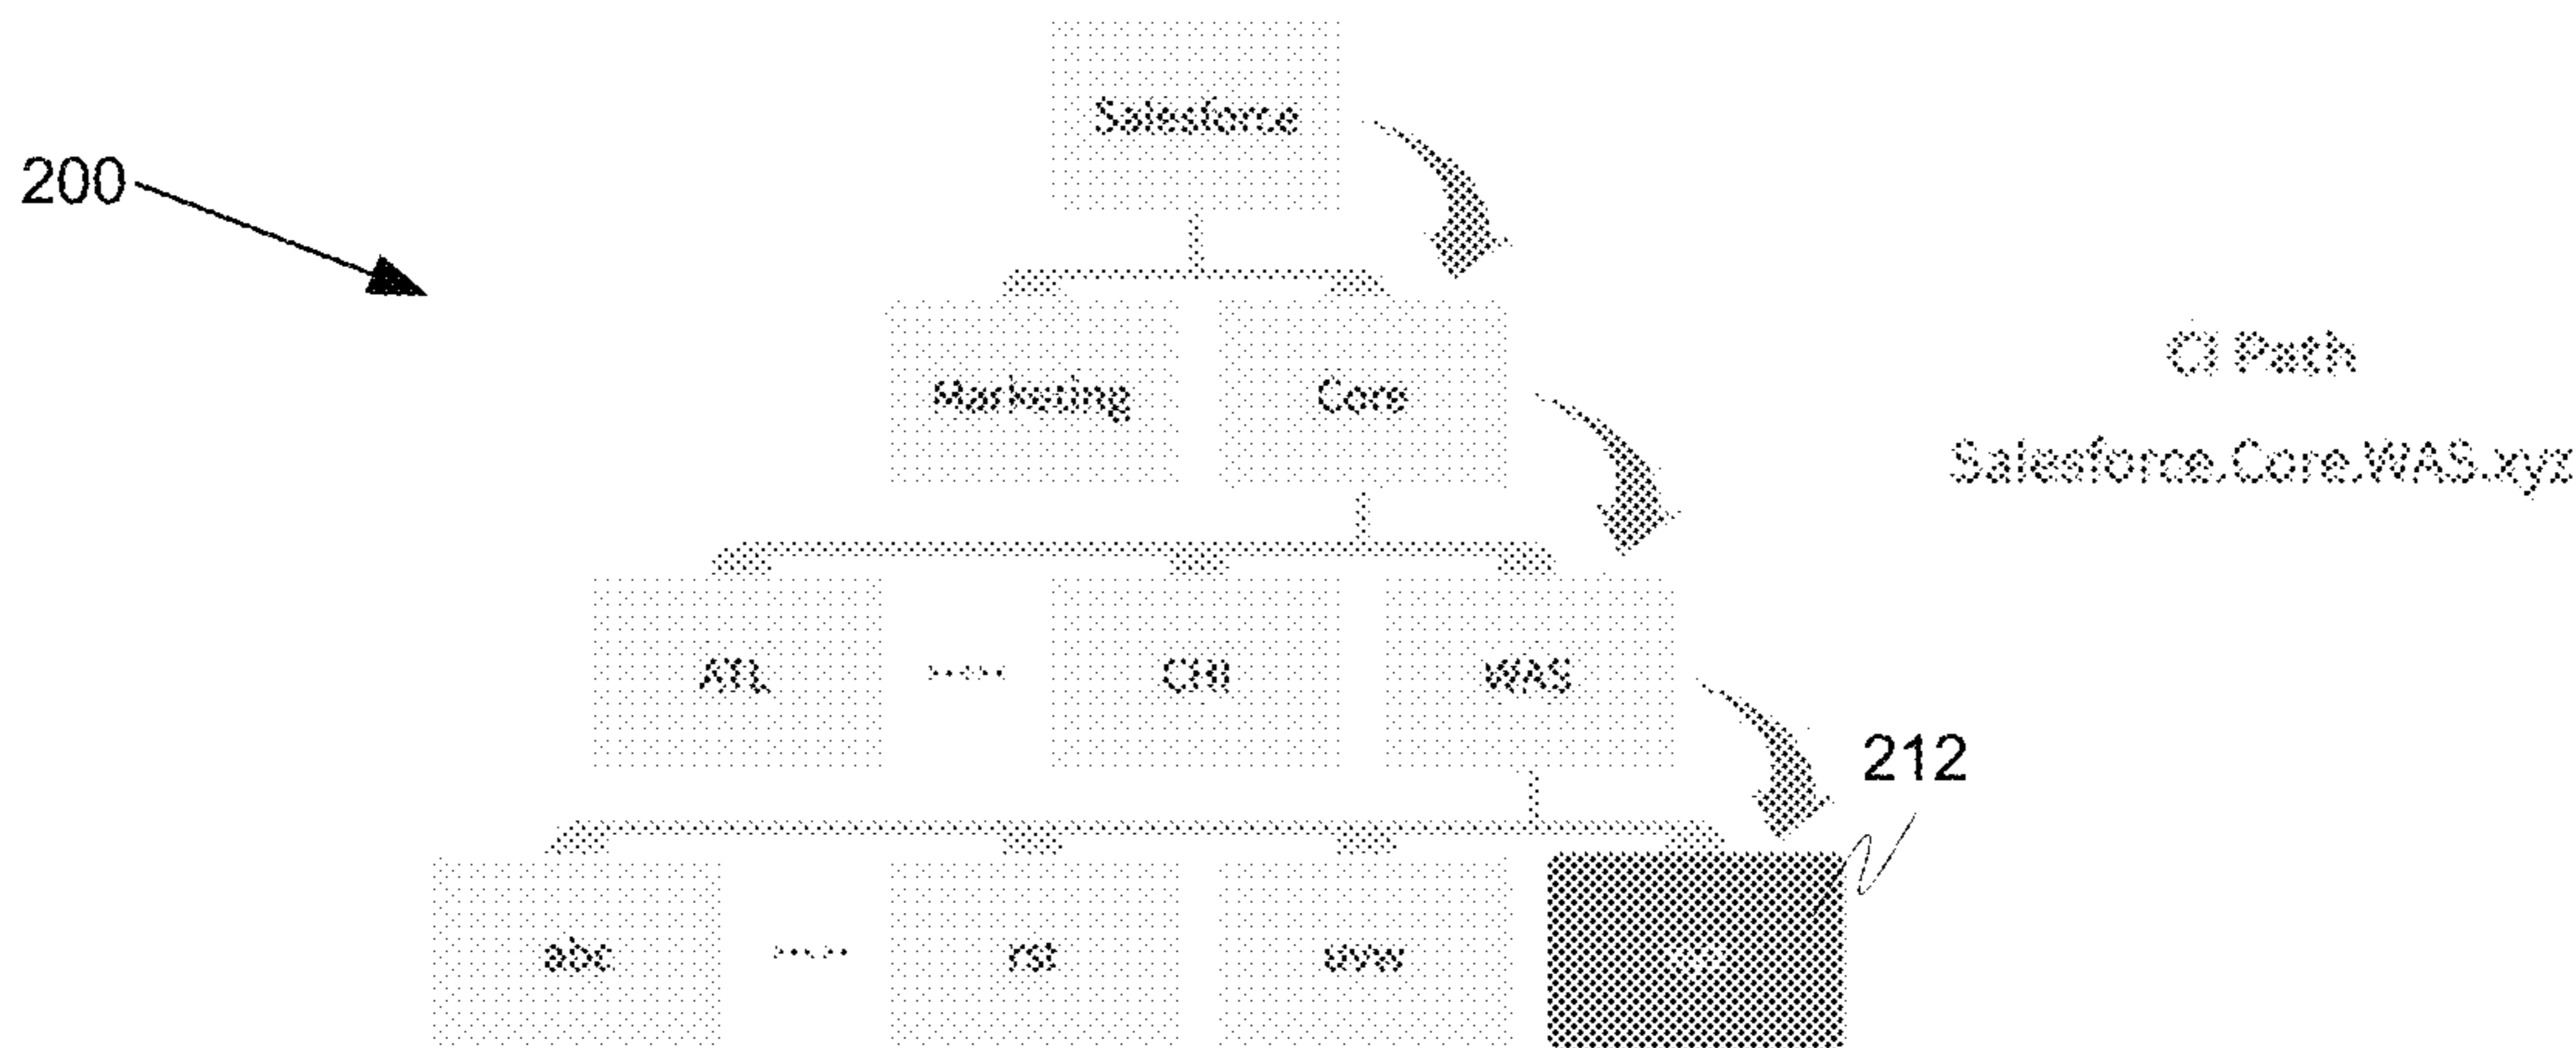 Salesforce
200
CI Path
Marketing Core
Salesforce.Core.WAS.xyz
ATL ...... CHI WAS
212
abc ...... rst uvw